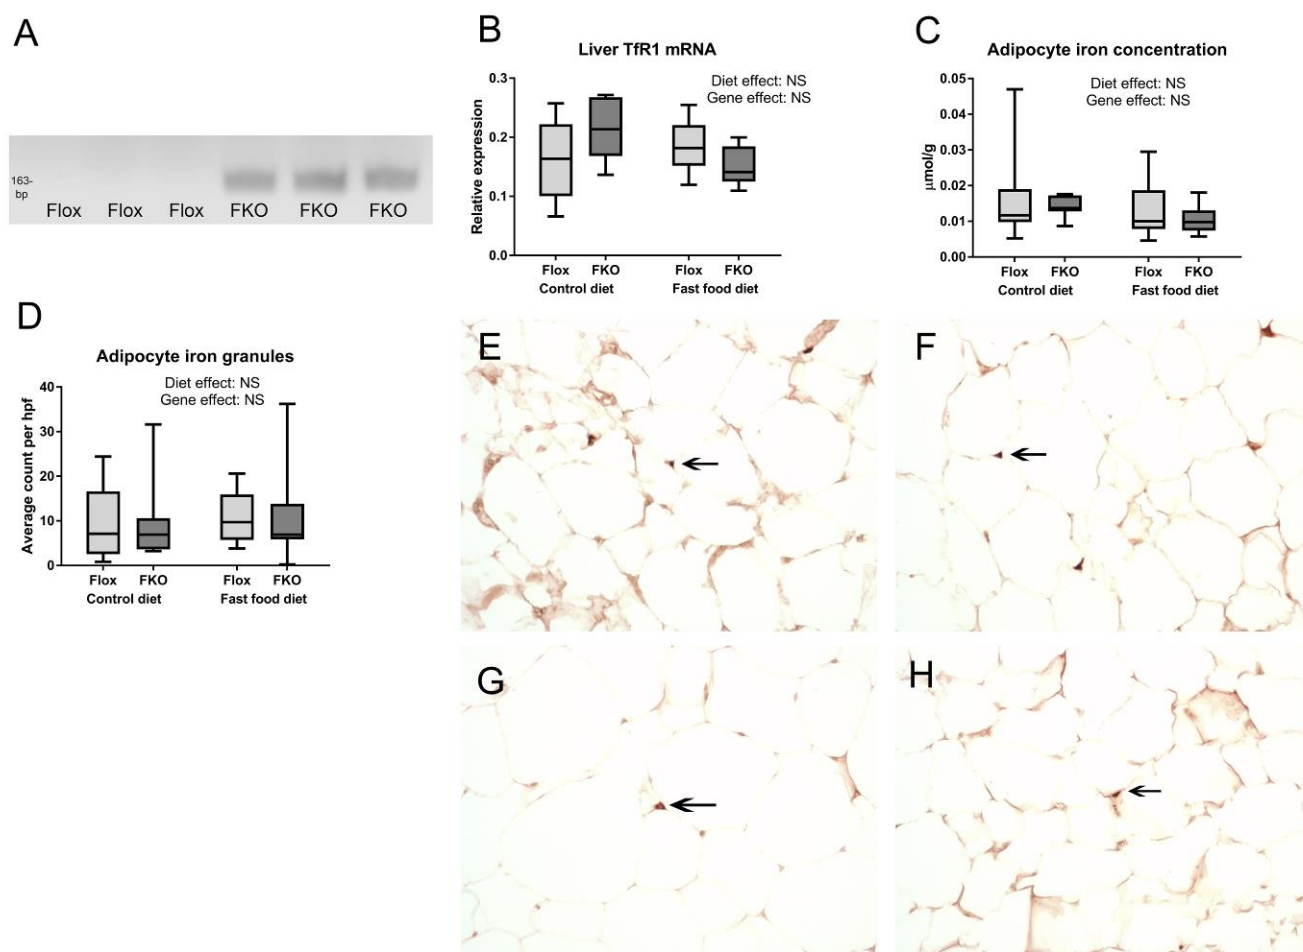 A
163-
bp
Flox Flox Flox FKO FKO FKO
B
Liver TfR1 mRNA
Diet effect: NS
Gene effect: NS
Relative expression
0.3
0.2
0.1
0.0
Flox FKO Flox FKO
Control diet Fast food diet
C
Adipocyte iron concentration
Diet effect: NS
Gene effect: NS
µmol/g
0.05
0.04
0.03
0.02
0.01
0.00
Flox FKO Flox FKO
Control diet Fast food diet
D
Adipocyte iron granules
Diet effect: NS
Gene effect: NS
Average count per hpf
40
30
20
10
0
Flox FKO Flox FKO
Control diet Fast food diet
E
F
G
H